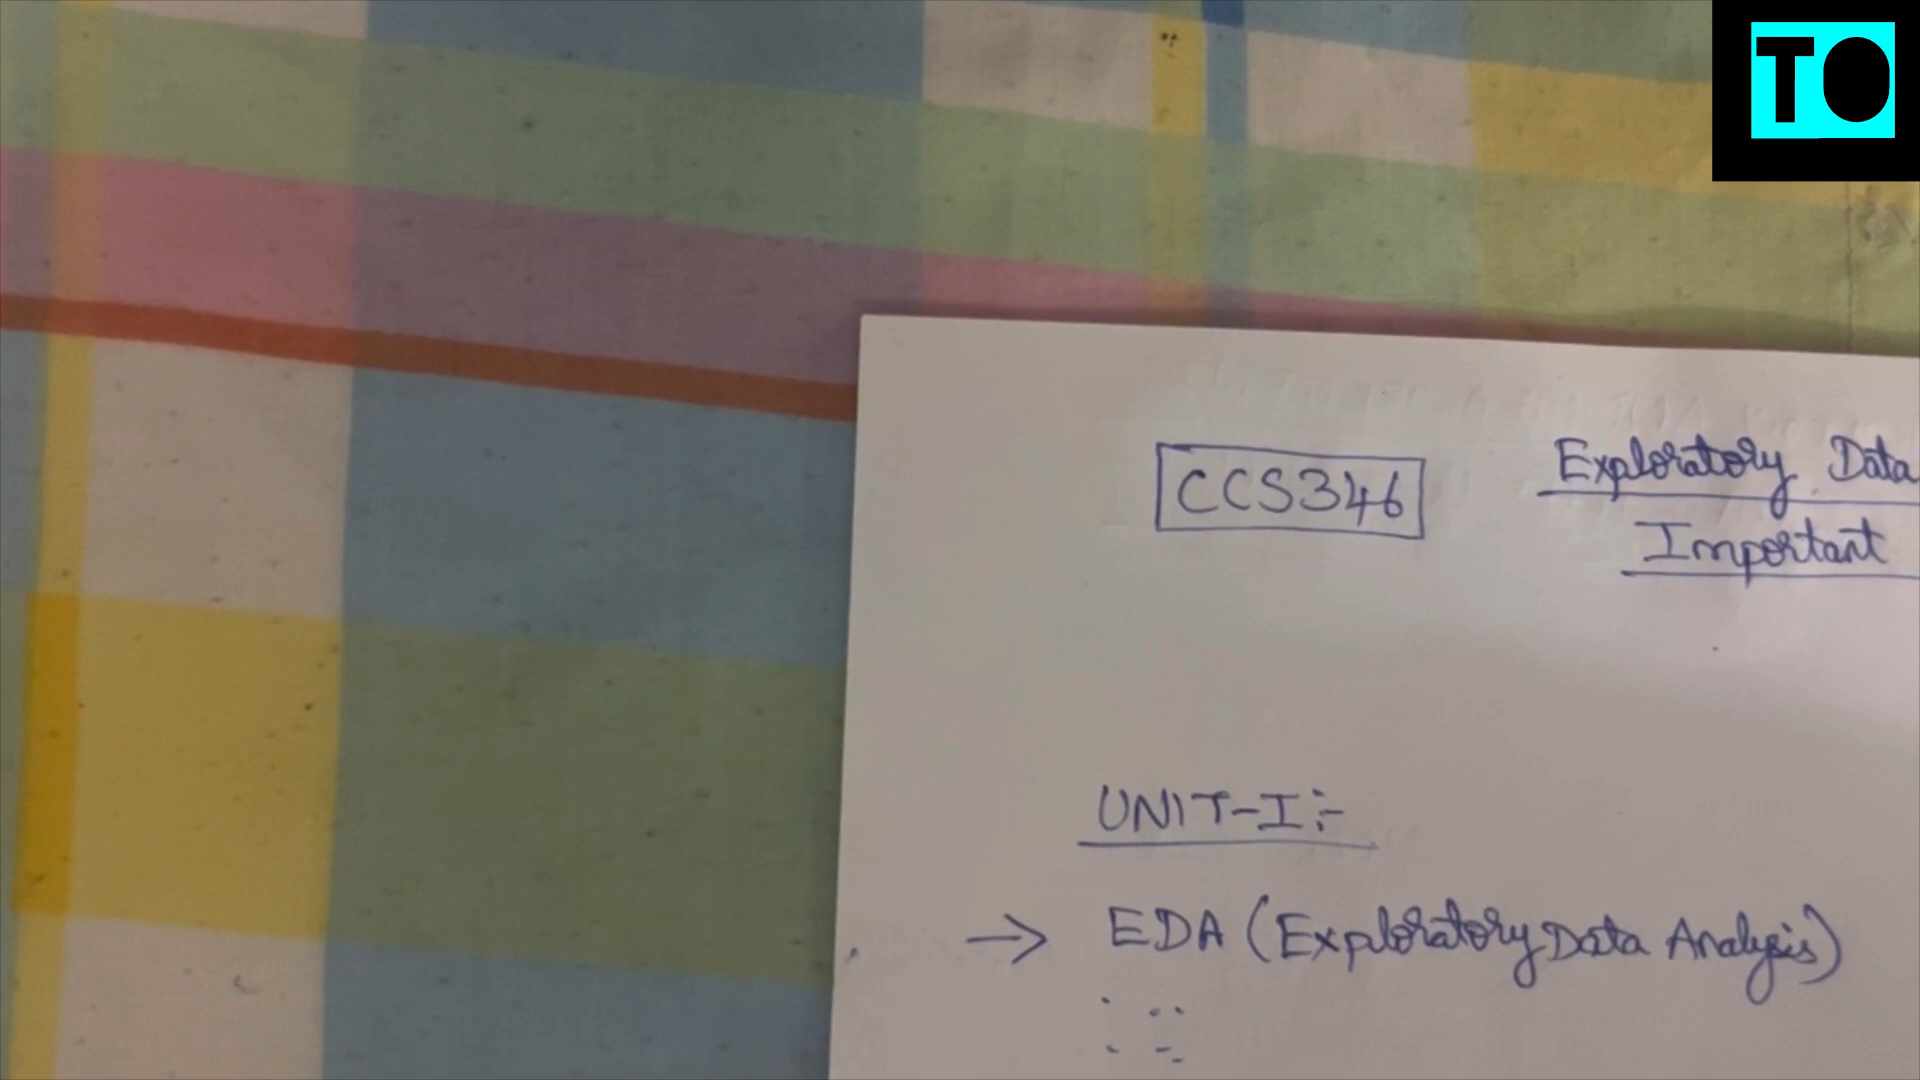 TO
CCS346
Exploratory Data
Important
UNIT-I:-
→ EDA (Exploratory Data Analysis)